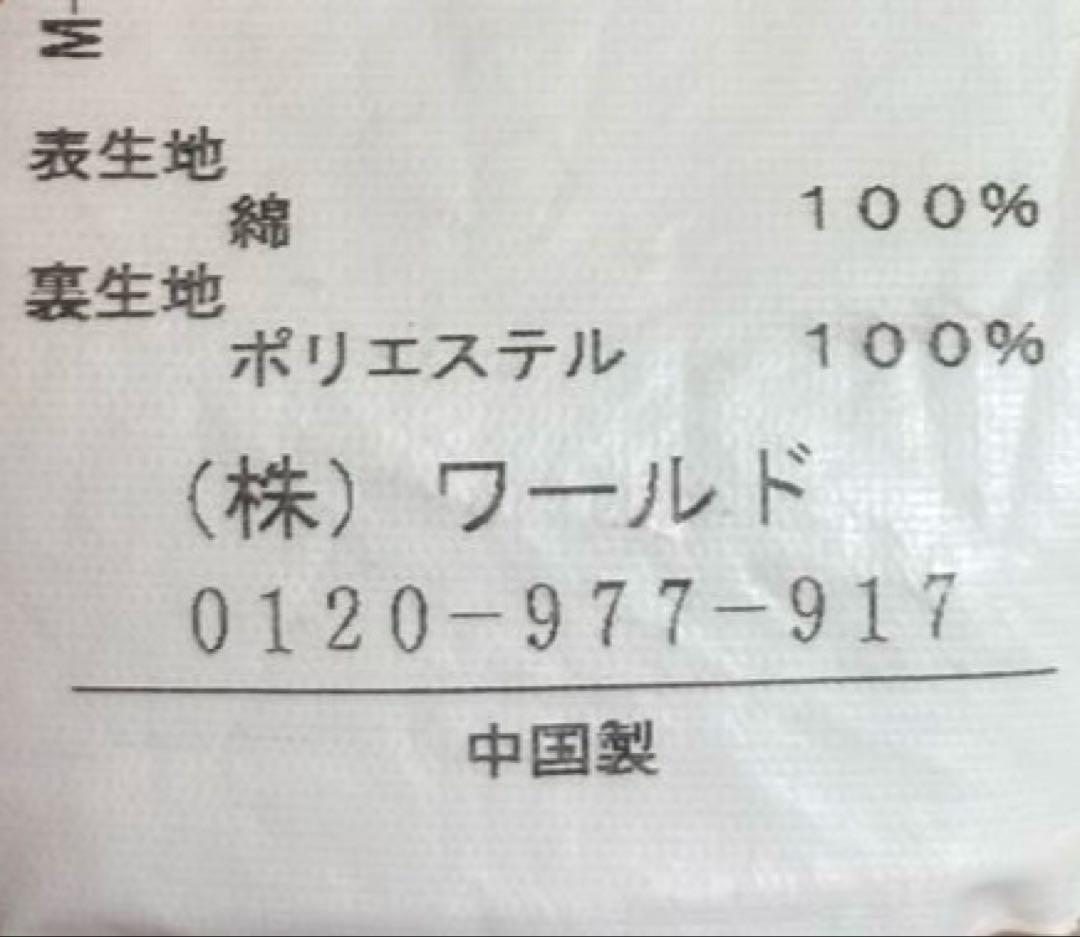 M
表生地
綿 100%
裏生地
ポリエステル 100%
(株) ワールド
0120-977-917
中国製